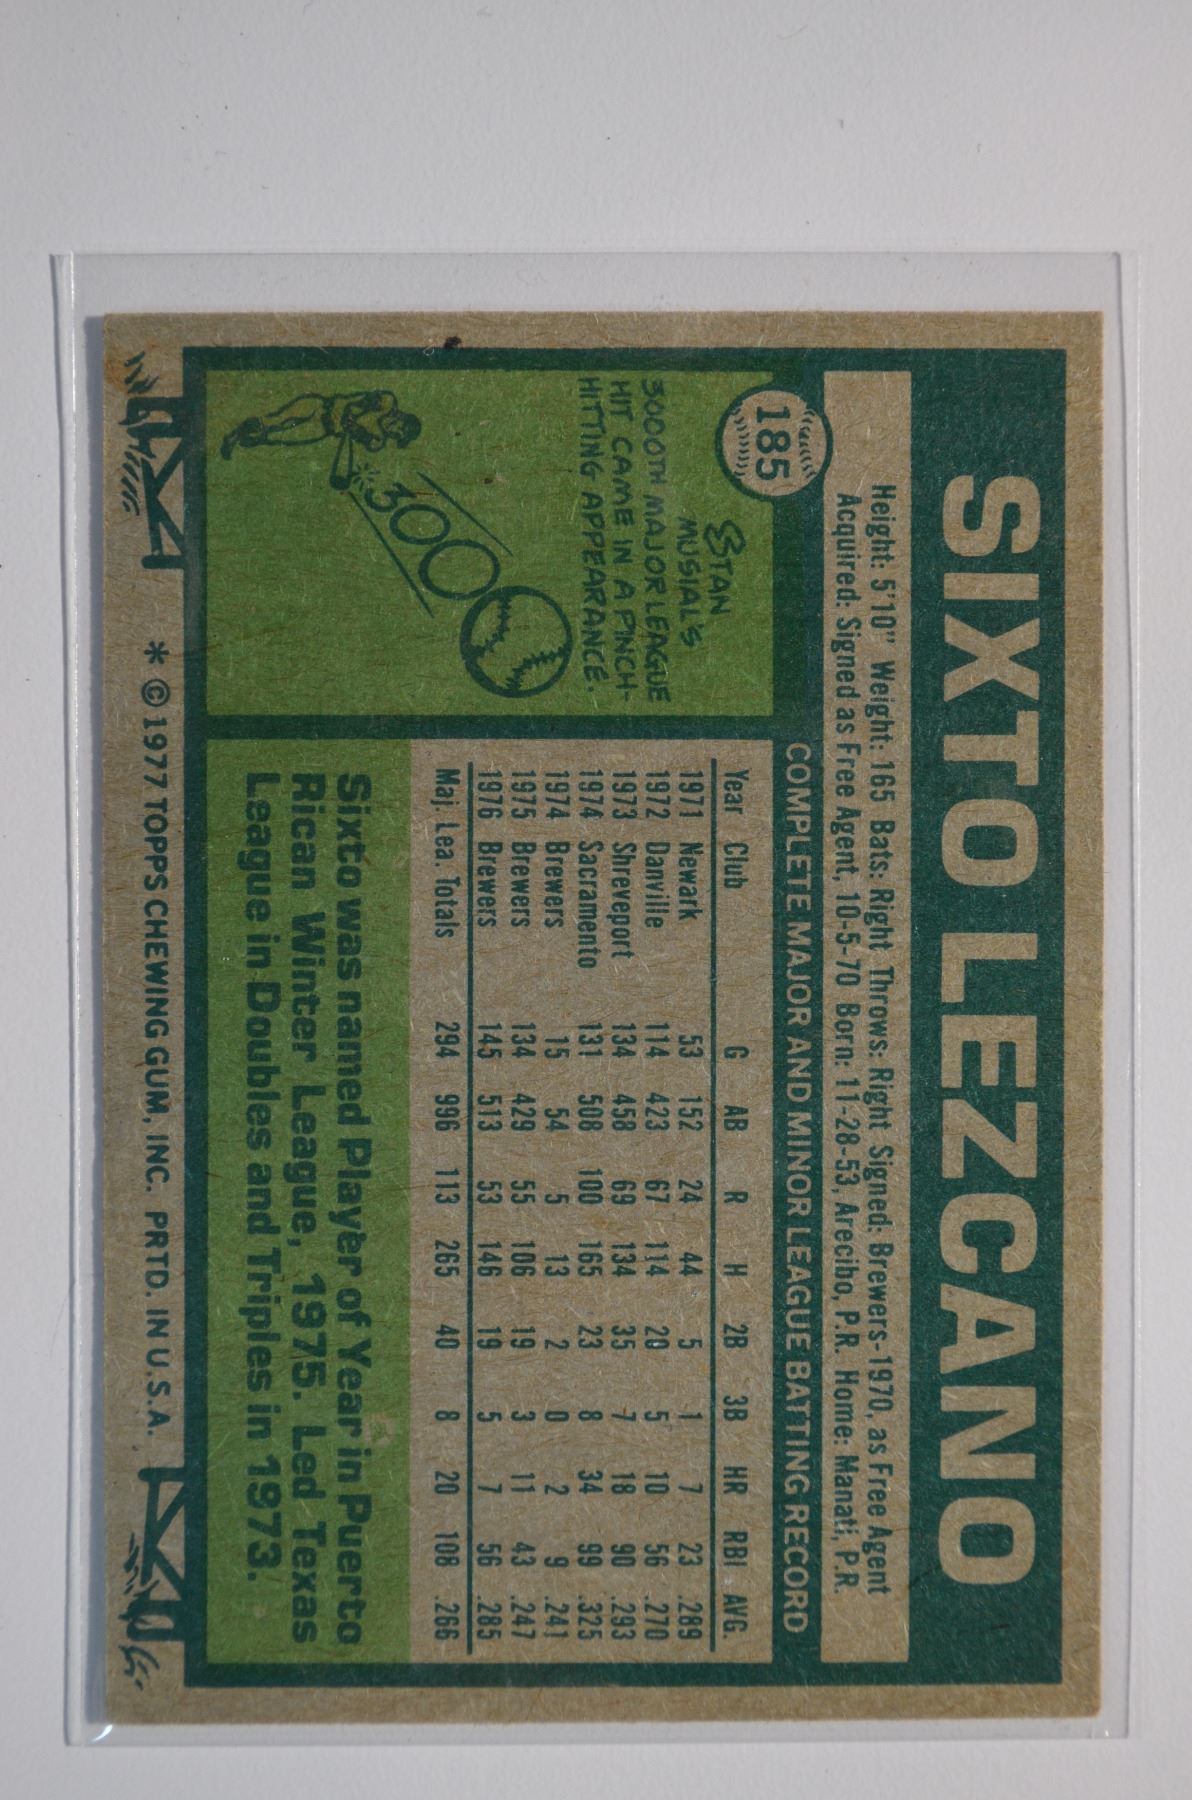 SIXTO LEZCANO
185
Height: 5'10" Weight: 165 Bats: Right Throws: Right Signed: Brewers-1970, as Free Agent
Acquired: Signed as Free Agent, 10-5-70 Born: 11-28-53, Arecibo, P.R. Home: Manati, P.R.
COMPLETE MAJOR AND MINOR LEAGUE BATTING RECORD
STAN
MUSIAL'S
3000TH MAJOR LEAGUE
HIT CAME IN A PINCH-
HITTING APPEARANCE.
3000
Year Club G AB R H 2B 3B HR RBI AVG.
1971 Newark 53 152 24 44 5 1 7 23 .289
1972 Danville 114 423 67 114 20 5 10 56 .270
1973 Shreveport 134 458 69 134 35 7 18 90 .293
1974 Sacramento 131 508 100 165 23 8 34 99 .325
1974 Brewers 15 54 5 13 2 0 2 9 .241
1975 Brewers 134 429 55 106 19 3 11 43 .247
1976 Brewers 145 513 53 146 19 5 7 56 .285
Maj. Lea. Totals 294 996 113 265 40 8 20 108 .266
Sixto was named Player of Year in Puerto
Rican Winter League, 1975. Led Texas
League in Doubles and Triples in 1973.
* ©1977 TOPPS CHEWING GUM, INC. PRTD. IN U.S.A.